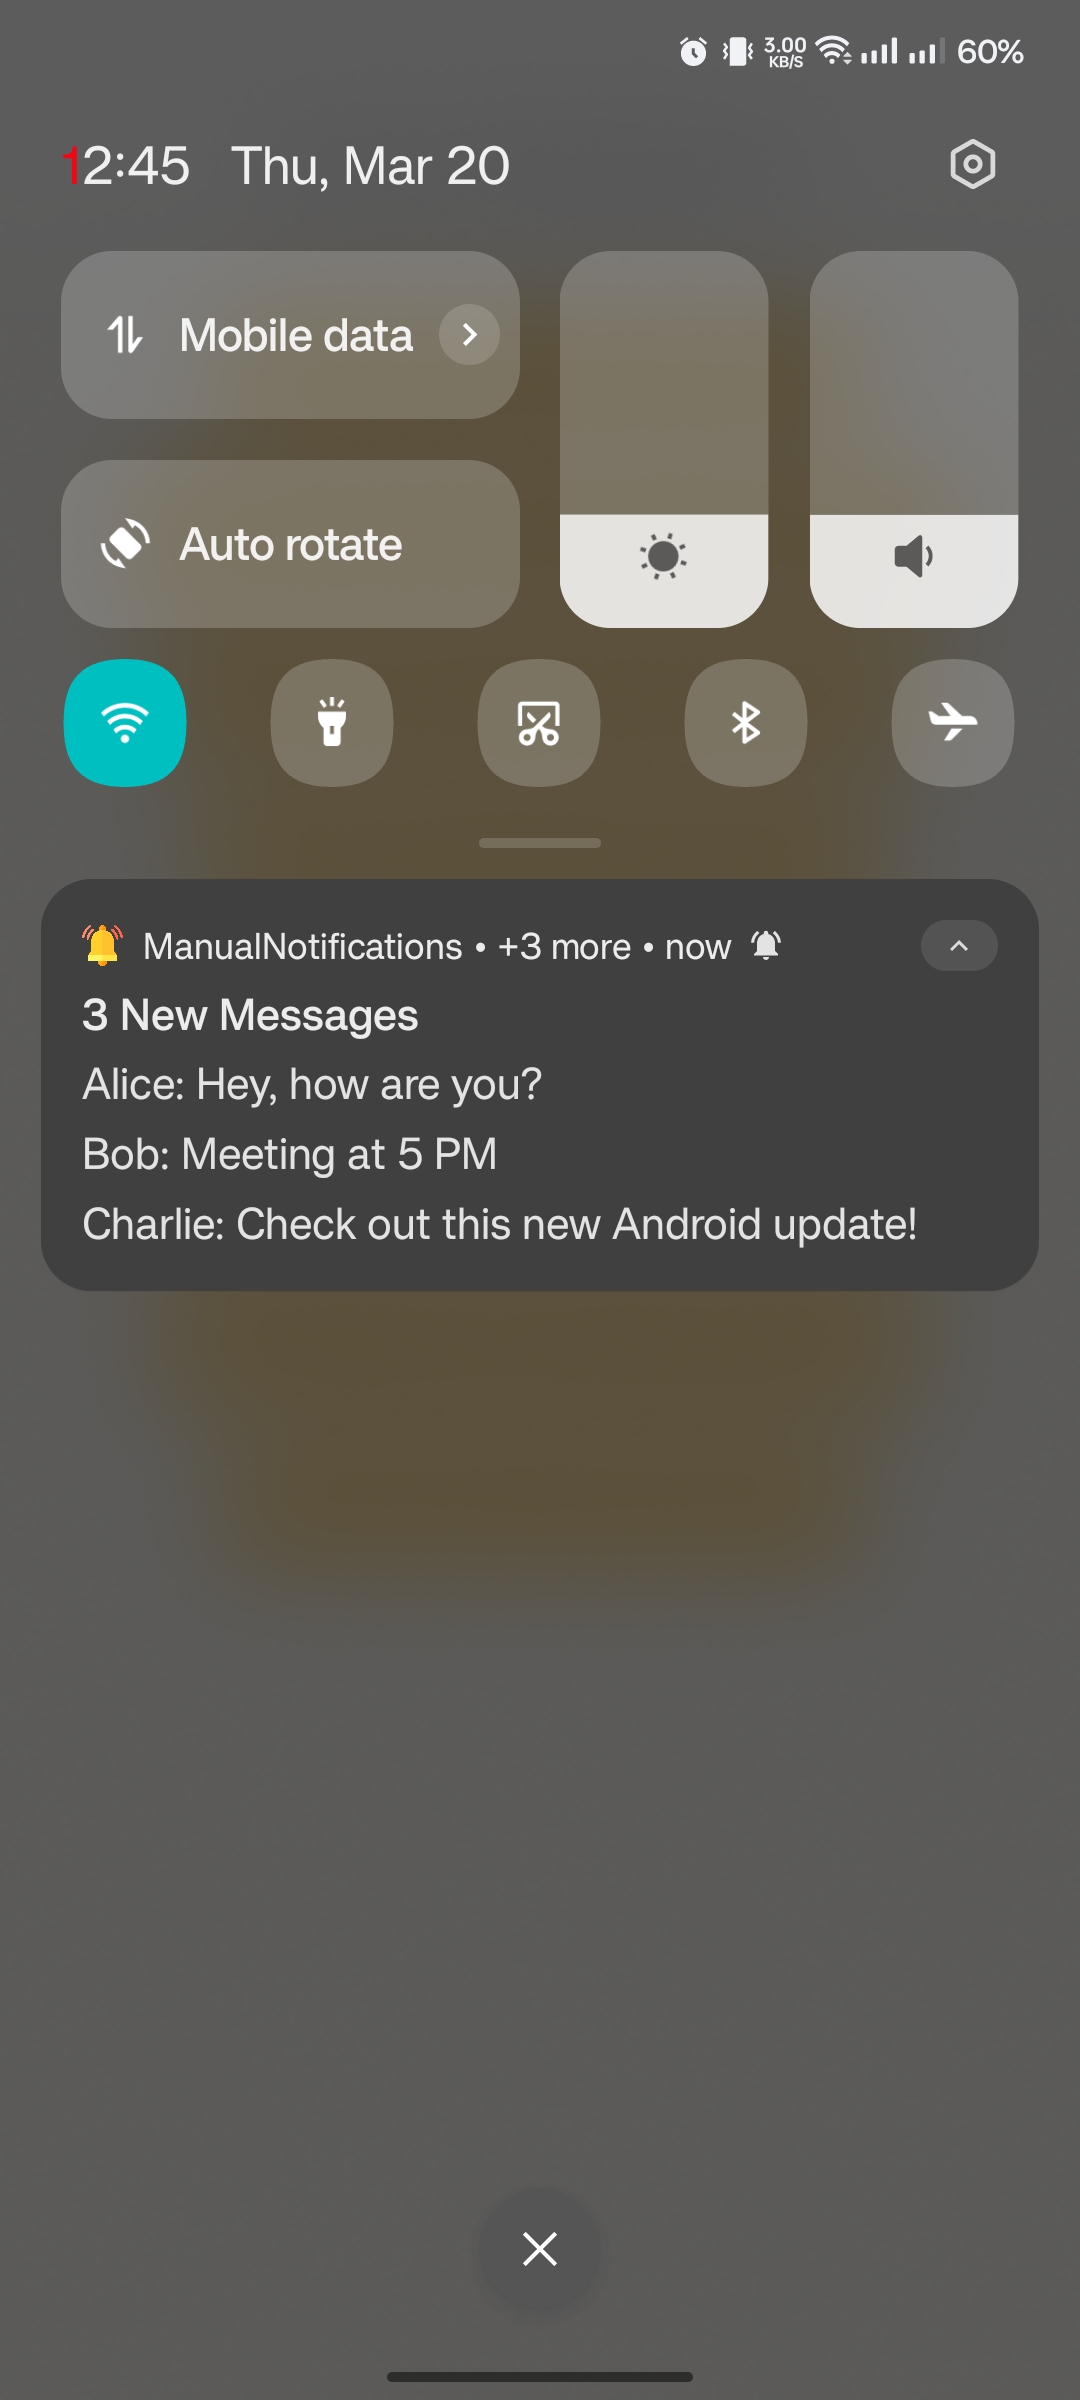 3.00 KB/S 60%
12:45 Thu, Mar 20
Mobile data
Auto rotate
ManualNotifications • +3 more • now
3 New Messages
Alice: Hey, how are you?
Bob: Meeting at 5 PM
Charlie: Check out this new Android update!